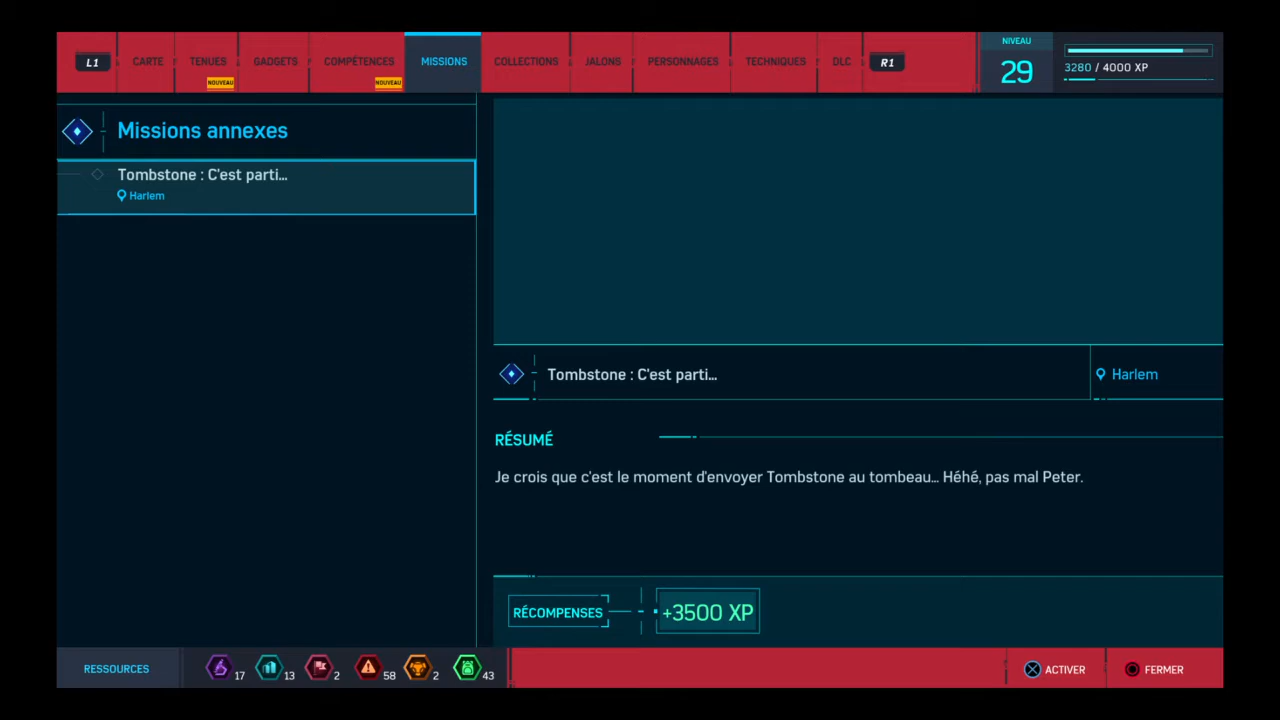 L1 CARTE TENUES GADGETS COMPÉTENCES MISSIONS COLLECTIONS JALONS PERSONNAGES TECHNIQUES DLC R1
NOUVEAU NOUVEAU
NIVEAU
29
3280 / 4000 XP
Missions annexes
Tombstone : C'est parti...
Harlem
Tombstone : C'est parti...
Harlem
RÉSUMÉ
Je crois que c'est le moment d'envoyer Tombstone au tombeau... Héhé, pas mal Peter.
RÉCOMPENSES
+3500 XP
RESSOURCES 17 13 2 58 2 43
ACTIVER FERMER